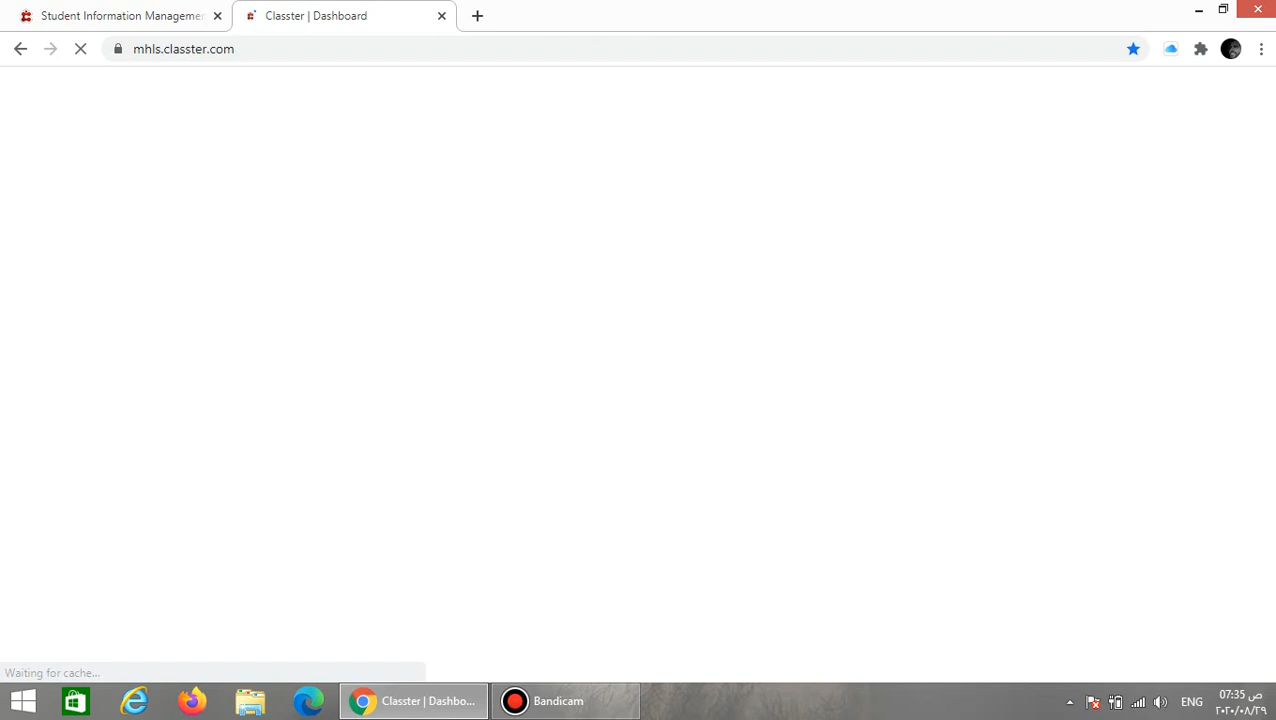 Student Information Managemen
Classter | Dashboard
mhls.classter.com
Waiting for cache...
Classter | Dashbo...
Bandicam
ENG
07:35 ص
٢٠٢٠/٠٨/٢٩